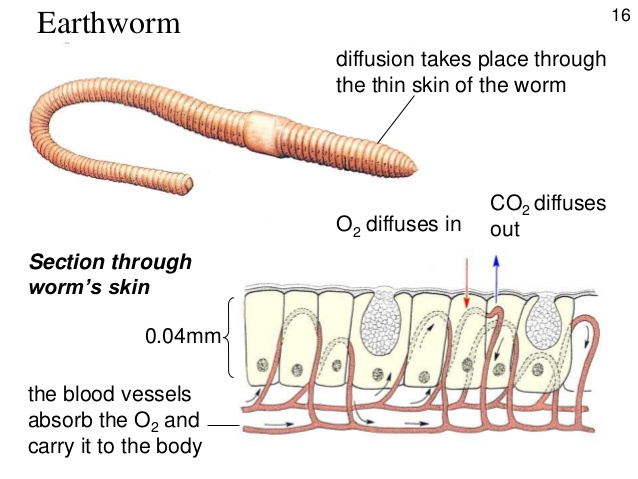 Earthworm
16
diffusion takes place through
the thin skin of the worm
CO2 diffuses
out
O2 diffuses in
Section through
worm's skin
0.04mm
the blood vessels
absorb the O2 and
carry it to the body